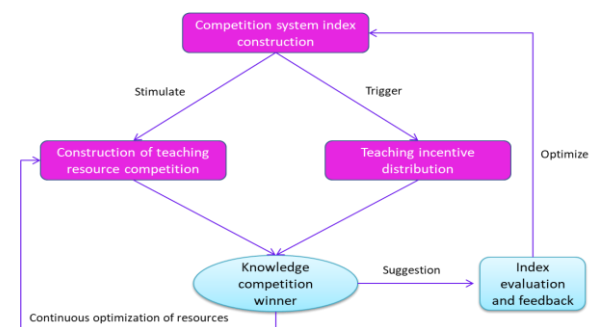 Competition system index
construction
Stimulate
Trigger
Construction of teaching
resource competition
Teaching incentive
distribution
Optimize
Knowledge
competition
winner
Suggestion
Index
evaluation
and feedback
Continuous optimization of resources